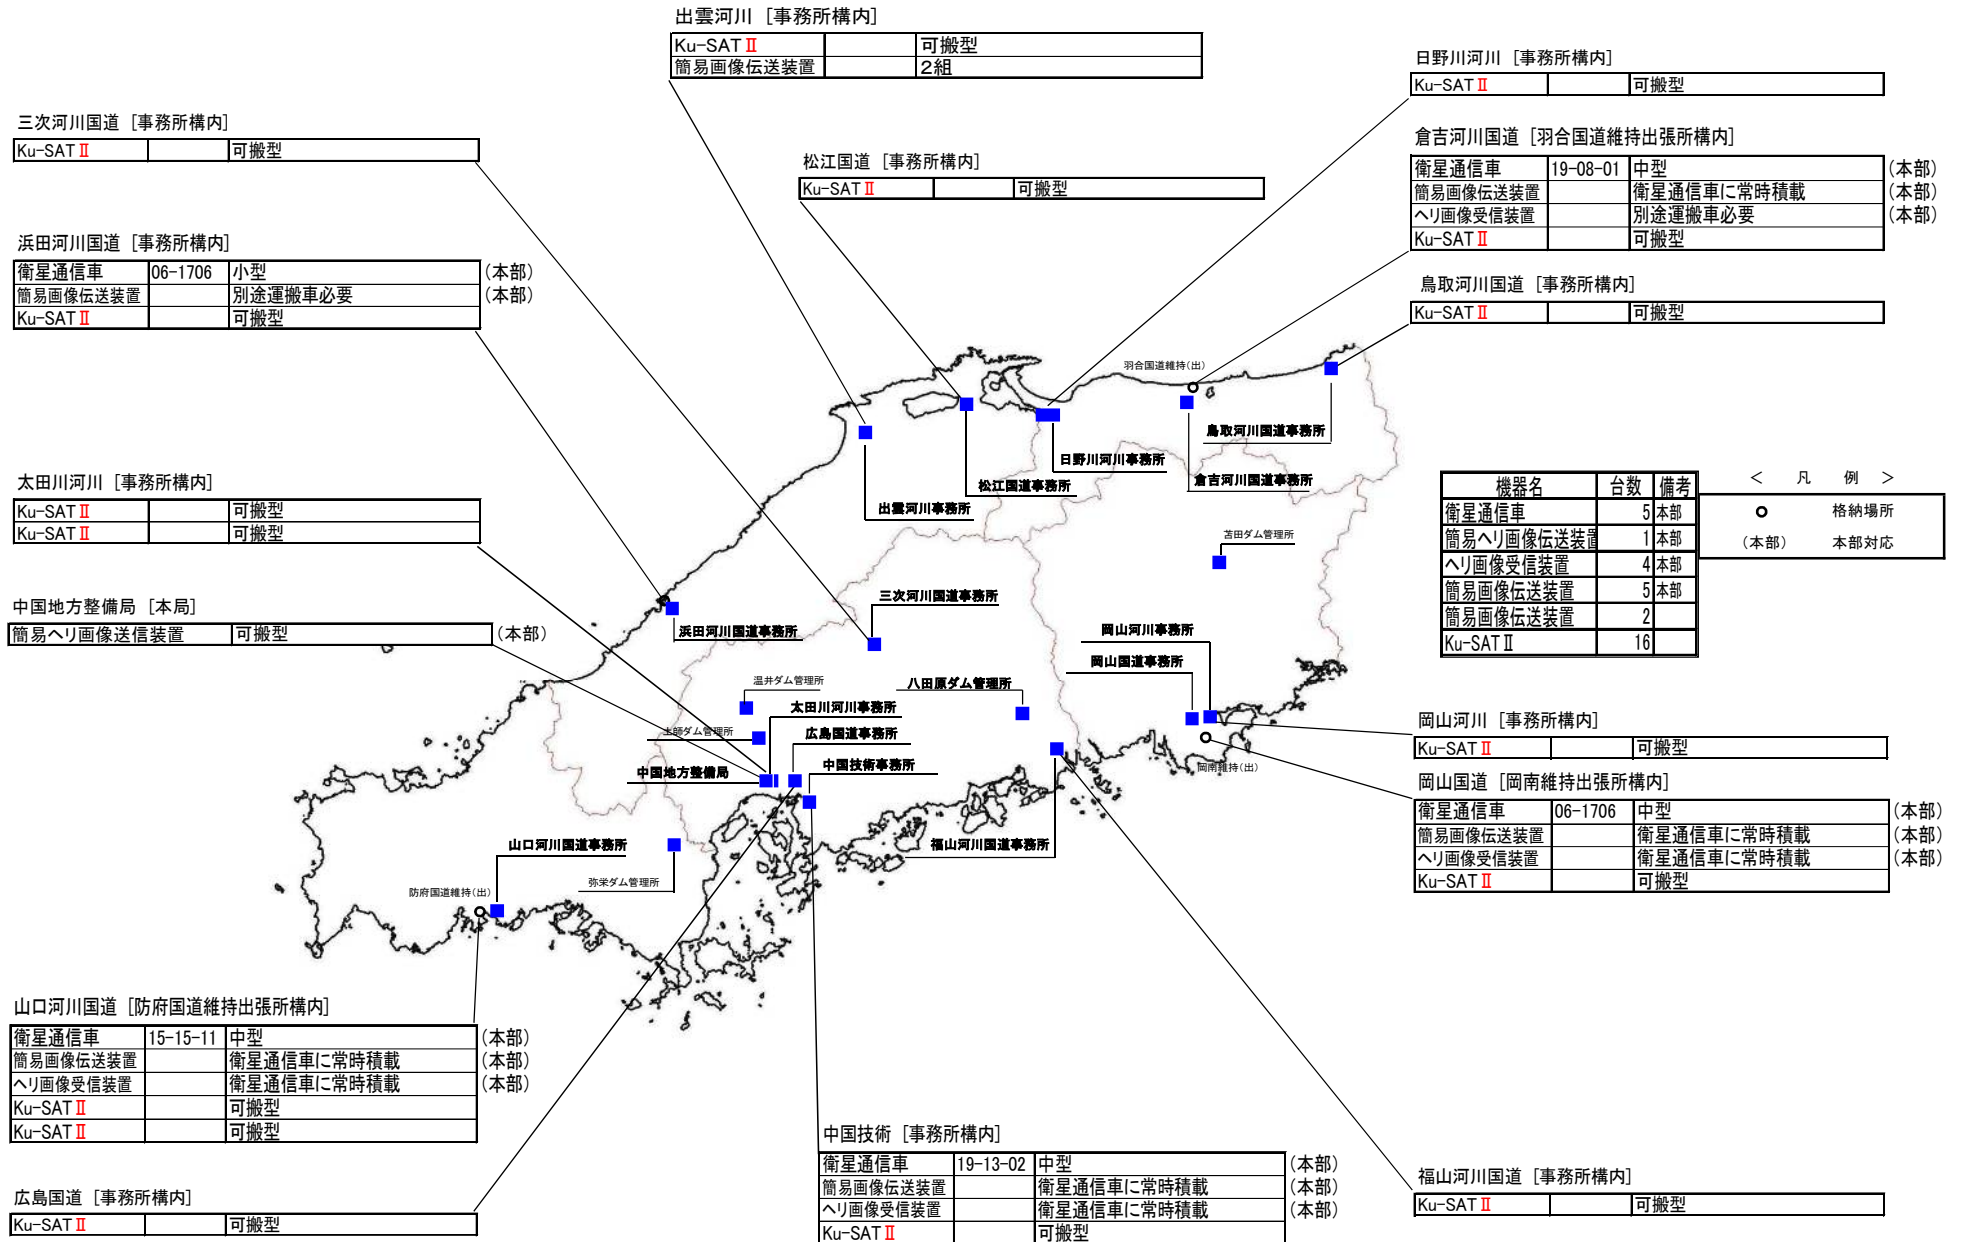 出雲河川 [事務所構内]
Ku-SATⅡ 可搬型
簡易画像伝送装置 2組
日野川河川 [事務所構内]
Ku-SATⅡ 可搬型
三次河川国道 [事務所構内]
Ku-SATⅡ 可搬型
松江国道 [事務所構内]
Ku-SATⅡ 可搬型
倉吉河川国道 [羽合国道維持出張所構内]
衛星通信車 19-08-01 中型 (本部)
簡易画像伝送装置 衛星通信車に常時積載 (本部)
ヘリ画像受信装置 別途運搬車必要 (本部)
Ku-SATⅡ 可搬型
浜田河川国道 [事務所構内]
衛星通信車 06-1706 小型 (本部)
簡易画像伝送装置 別途運搬車必要 (本部)
Ku-SATⅡ 可搬型
鳥取河川国道 [事務所構内]
Ku-SATⅡ 可搬型
羽合国道維持(出)
鳥取河川国道事務所
日野川河川事務所
倉吉河川国道事務所
松江国道事務所
出雲河川事務所
太田川河川 [事務所構内]
Ku-SATⅡ 可搬型
Ku-SATⅡ 可搬型
機器名 台数 備考
衛星通信車 5 本部
簡易ヘリ画像伝送装置 1 本部
ヘリ画像受信装置 4 本部
簡易画像伝送装置 5 本部
簡易画像伝送装置 2
Ku-SATⅡ 16
< 凡 例 >
格納場所
(本部) 本部対応
苫田ダム管理所
三次河川国道事務所
浜田河川国道事務所
中国地方整備局 [本局]
簡易ヘリ画像送信装置 可搬型 (本部)
岡山河川事務所
岡山国道事務所
温井ダム管理所
八田原ダム管理所
太田川河川事務所
土師ダム管理所
広島国道事務所
中国地方整備局
中国技術事務所
岡南維持(出)
岡山河川 [事務所構内]
Ku-SATⅡ 可搬型
岡山国道 [岡南維持出張所構内]
衛星通信車 06-1706 中型 (本部)
簡易画像伝送装置 衛星通信車に常時積載 (本部)
ヘリ画像受信装置 衛星通信車に常時積載 (本部)
Ku-SATⅡ 可搬型
福山河川国道事務所
山口河川国道事務所
弥栄ダム管理所
防府国道維持(出)
山口河川国道 [防府国道維持出張所構内]
衛星通信車 15-15-11 中型 (本部)
簡易画像伝送装置 衛星通信車に常時積載 (本部)
ヘリ画像受信装置 衛星通信車に常時積載 (本部)
Ku-SATⅡ 可搬型
Ku-SATⅡ 可搬型
中国技術 [事務所構内]
衛星通信車 19-13-02 中型 (本部)
簡易画像伝送装置 衛星通信車に常時積載 (本部)
ヘリ画像受信装置 衛星通信車に常時積載 (本部)
Ku-SATⅡ 可搬型
福山河川国道 [事務所構内]
Ku-SATⅡ 可搬型
広島国道 [事務所構内]
Ku-SATⅡ 可搬型